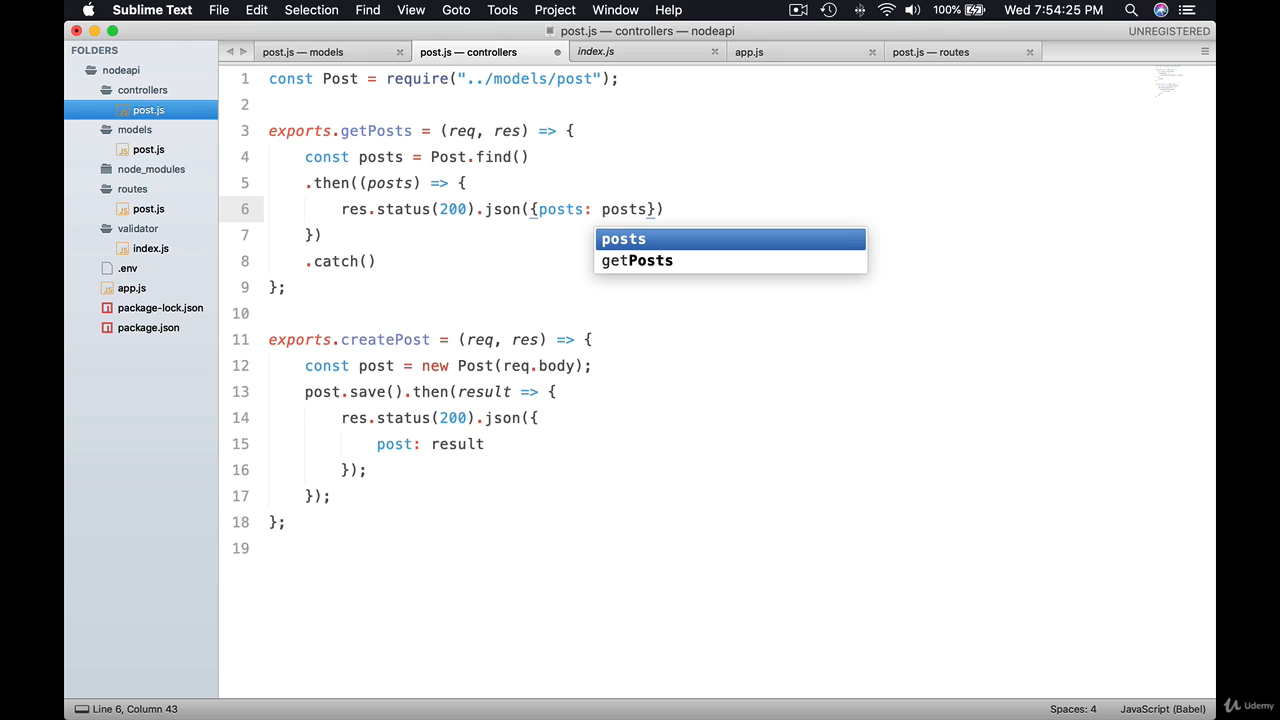 Sublime Text File Edit Selection Find View Goto Tools Project Window Help 100% Wed 7:54:25 PM
post.js — controllers — nodeapi UNREGISTERED
FOLDERS
nodeapi
controllers
post.js
models
post.js
node_modules
routes
post.js
validator
index.js
.env
app.js
package-lock.json
package.json
post.js — models post.js — controllers index.js app.js post.js — routes
1 const Post = require("../models/post");
2
3 exports.getPosts = (req, res) => {
4 const posts = Post.find()
5 .then((posts) => {
6 res.status(200).json({posts: posts})
posts
getPosts
7 })
8 .catch()
9 };
10
11 exports.createPost = (req, res) => {
12 const post = new Post(req.body);
13 post.save().then(result => {
14 res.status(200).json({
15 post: result
16 });
17 });
18 };
19
Line 6, Column 43 Spaces: 4 JavaScript (Babel)
Udemy